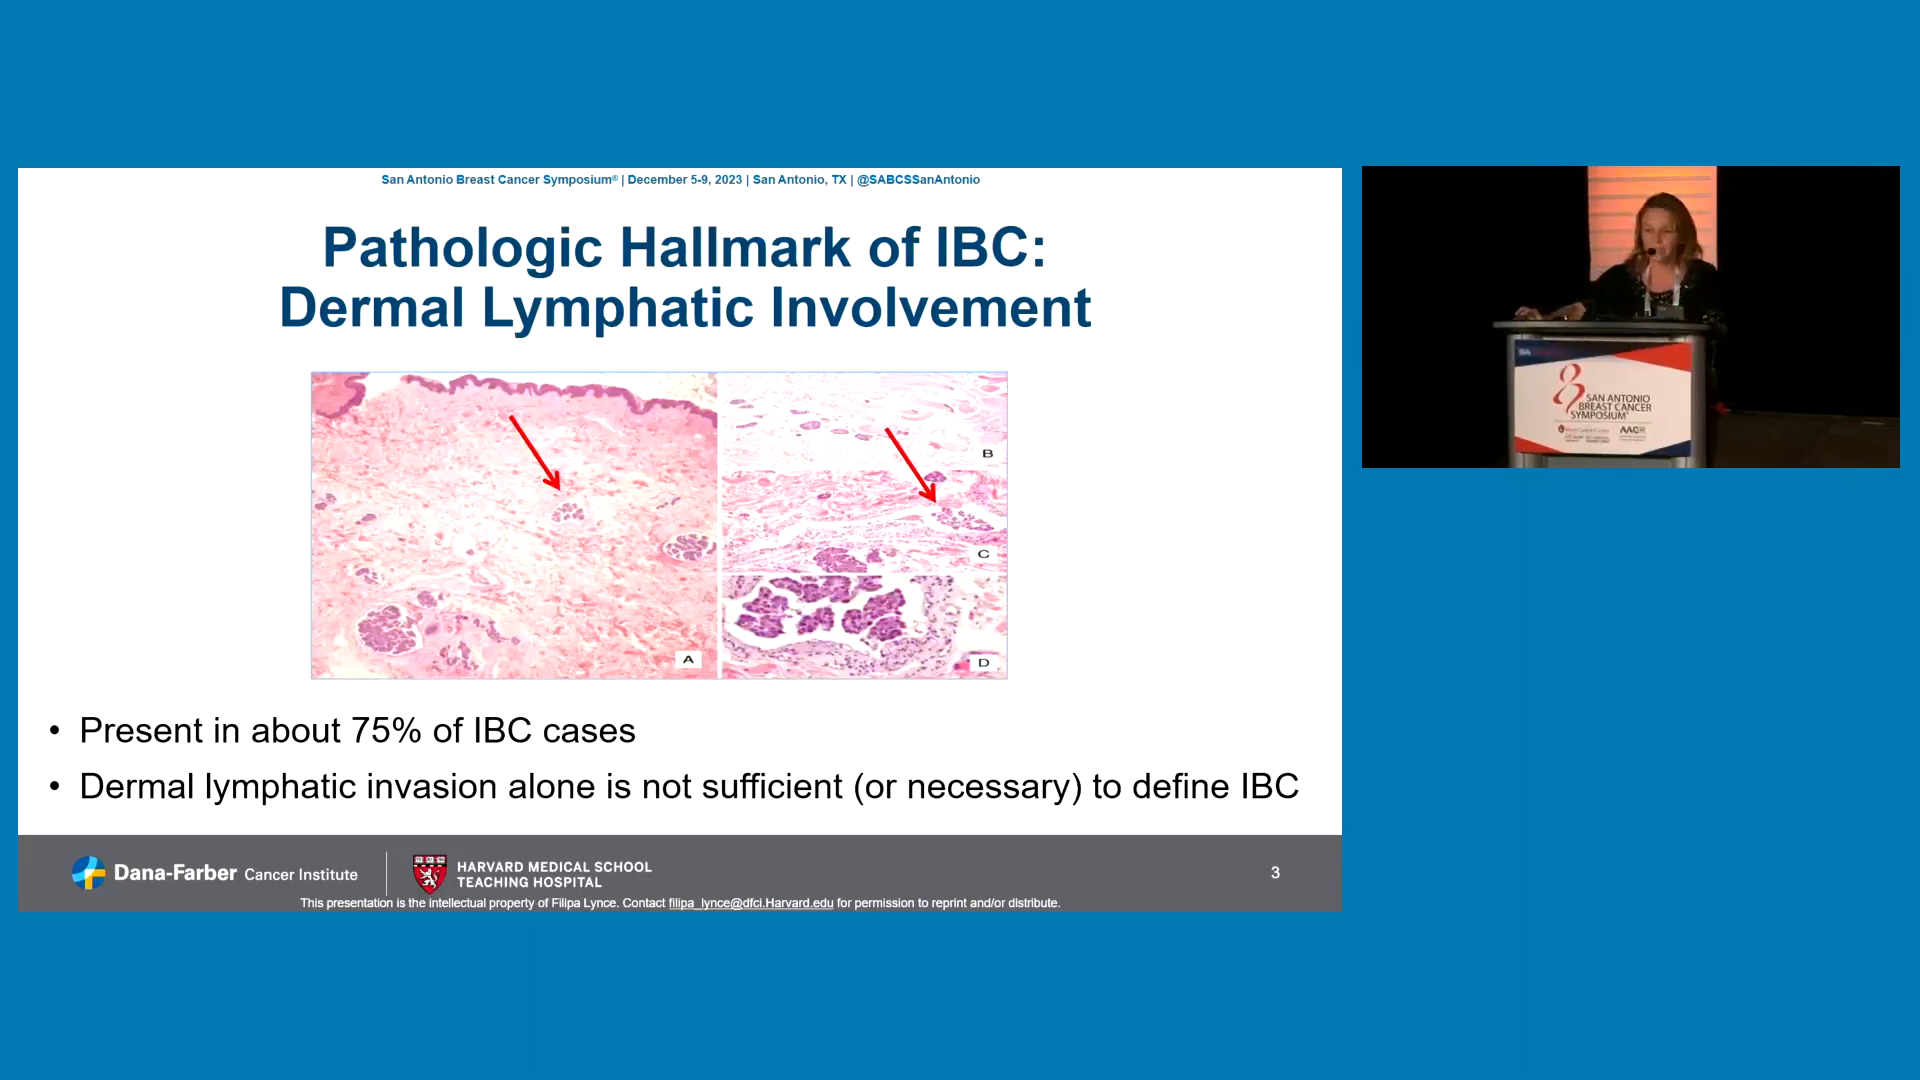 San Antonio Breast Cancer Symposium® | December 5-9, 2023 | San Antonio, TX | @SABCSSanAntonio
Pathologic Hallmark of IBC:
Dermal Lymphatic Involvement
A
B
C
D
• Present in about 75% of IBC cases
• Dermal lymphatic invasion alone is not sufficient (or necessary) to define IBC
Dana-Farber Cancer Institute
HARVARD MEDICAL SCHOOL
TEACHING HOSPITAL
3
This presentation is the intellectual property of Filipa Lynce. Contact filipa_lynce@dfci.Harvard.edu for permission to reprint and/or distribute.
SAN ANTONIO
BREAST CANCER
SYMPOSIUM®
AACR